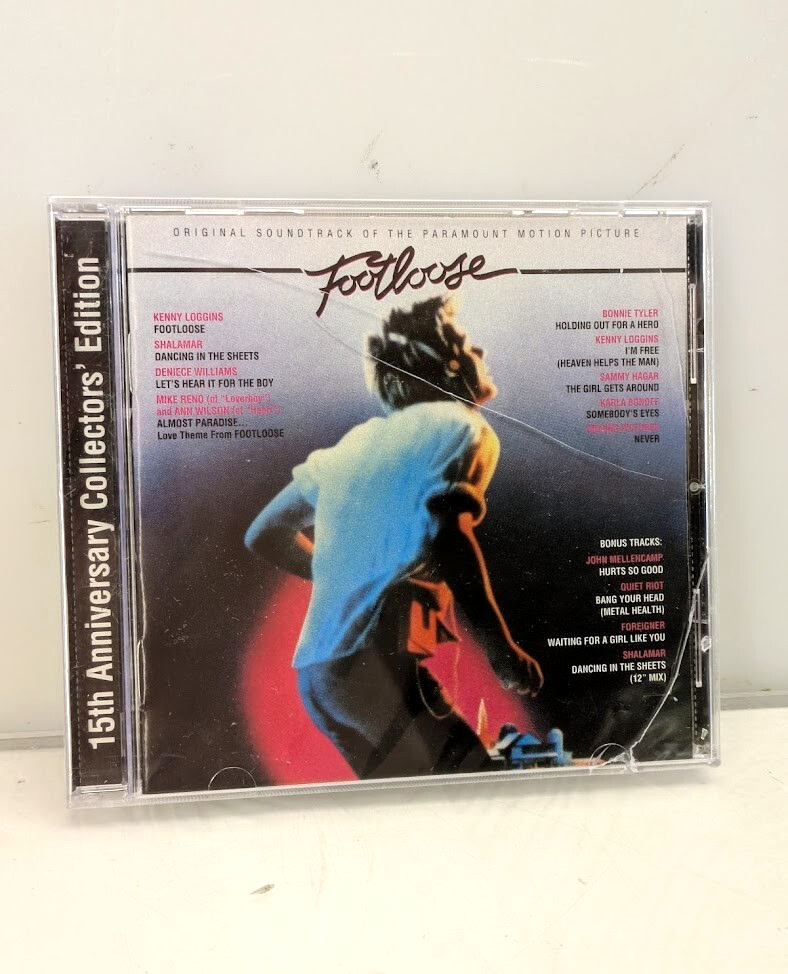 15th Anniversary Collectors' Edition
ORIGINAL SOUNDTRACK OF THE PARAMOUNT MOTION PICTURE
Footloose
KENNY LOGGINS
FOOTLOOSE
SHALAMAR
DANCING IN THE SHEETS
DENIECE WILLIAMS
LET'S HEAR IT FOR THE BOY
MIKE RENO (of "Loverboy")
and ANN WILSON (of "Heart")
ALMOST PARADISE...
Love Theme From FOOTLOOSE
BONNIE TYLER
HOLDING OUT FOR A HERO
KENNY LOGGINS
I'M FREE
(HEAVEN HELPS THE MAN)
SAMMY HAGAR
THE GIRL GETS AROUND
KARLA BONOFF
SOMEBODY'S EYES
NEVER
BONUS TRACKS:
JOHN MELLENCAMP
HURTS SO GOOD
QUIET RIOT
BANG YOUR HEAD
(METAL HEALTH)
FOREIGNER
WAITING FOR A GIRL LIKE YOU
SHALAMAR
DANCING IN THE SHEETS
(12" MIX)